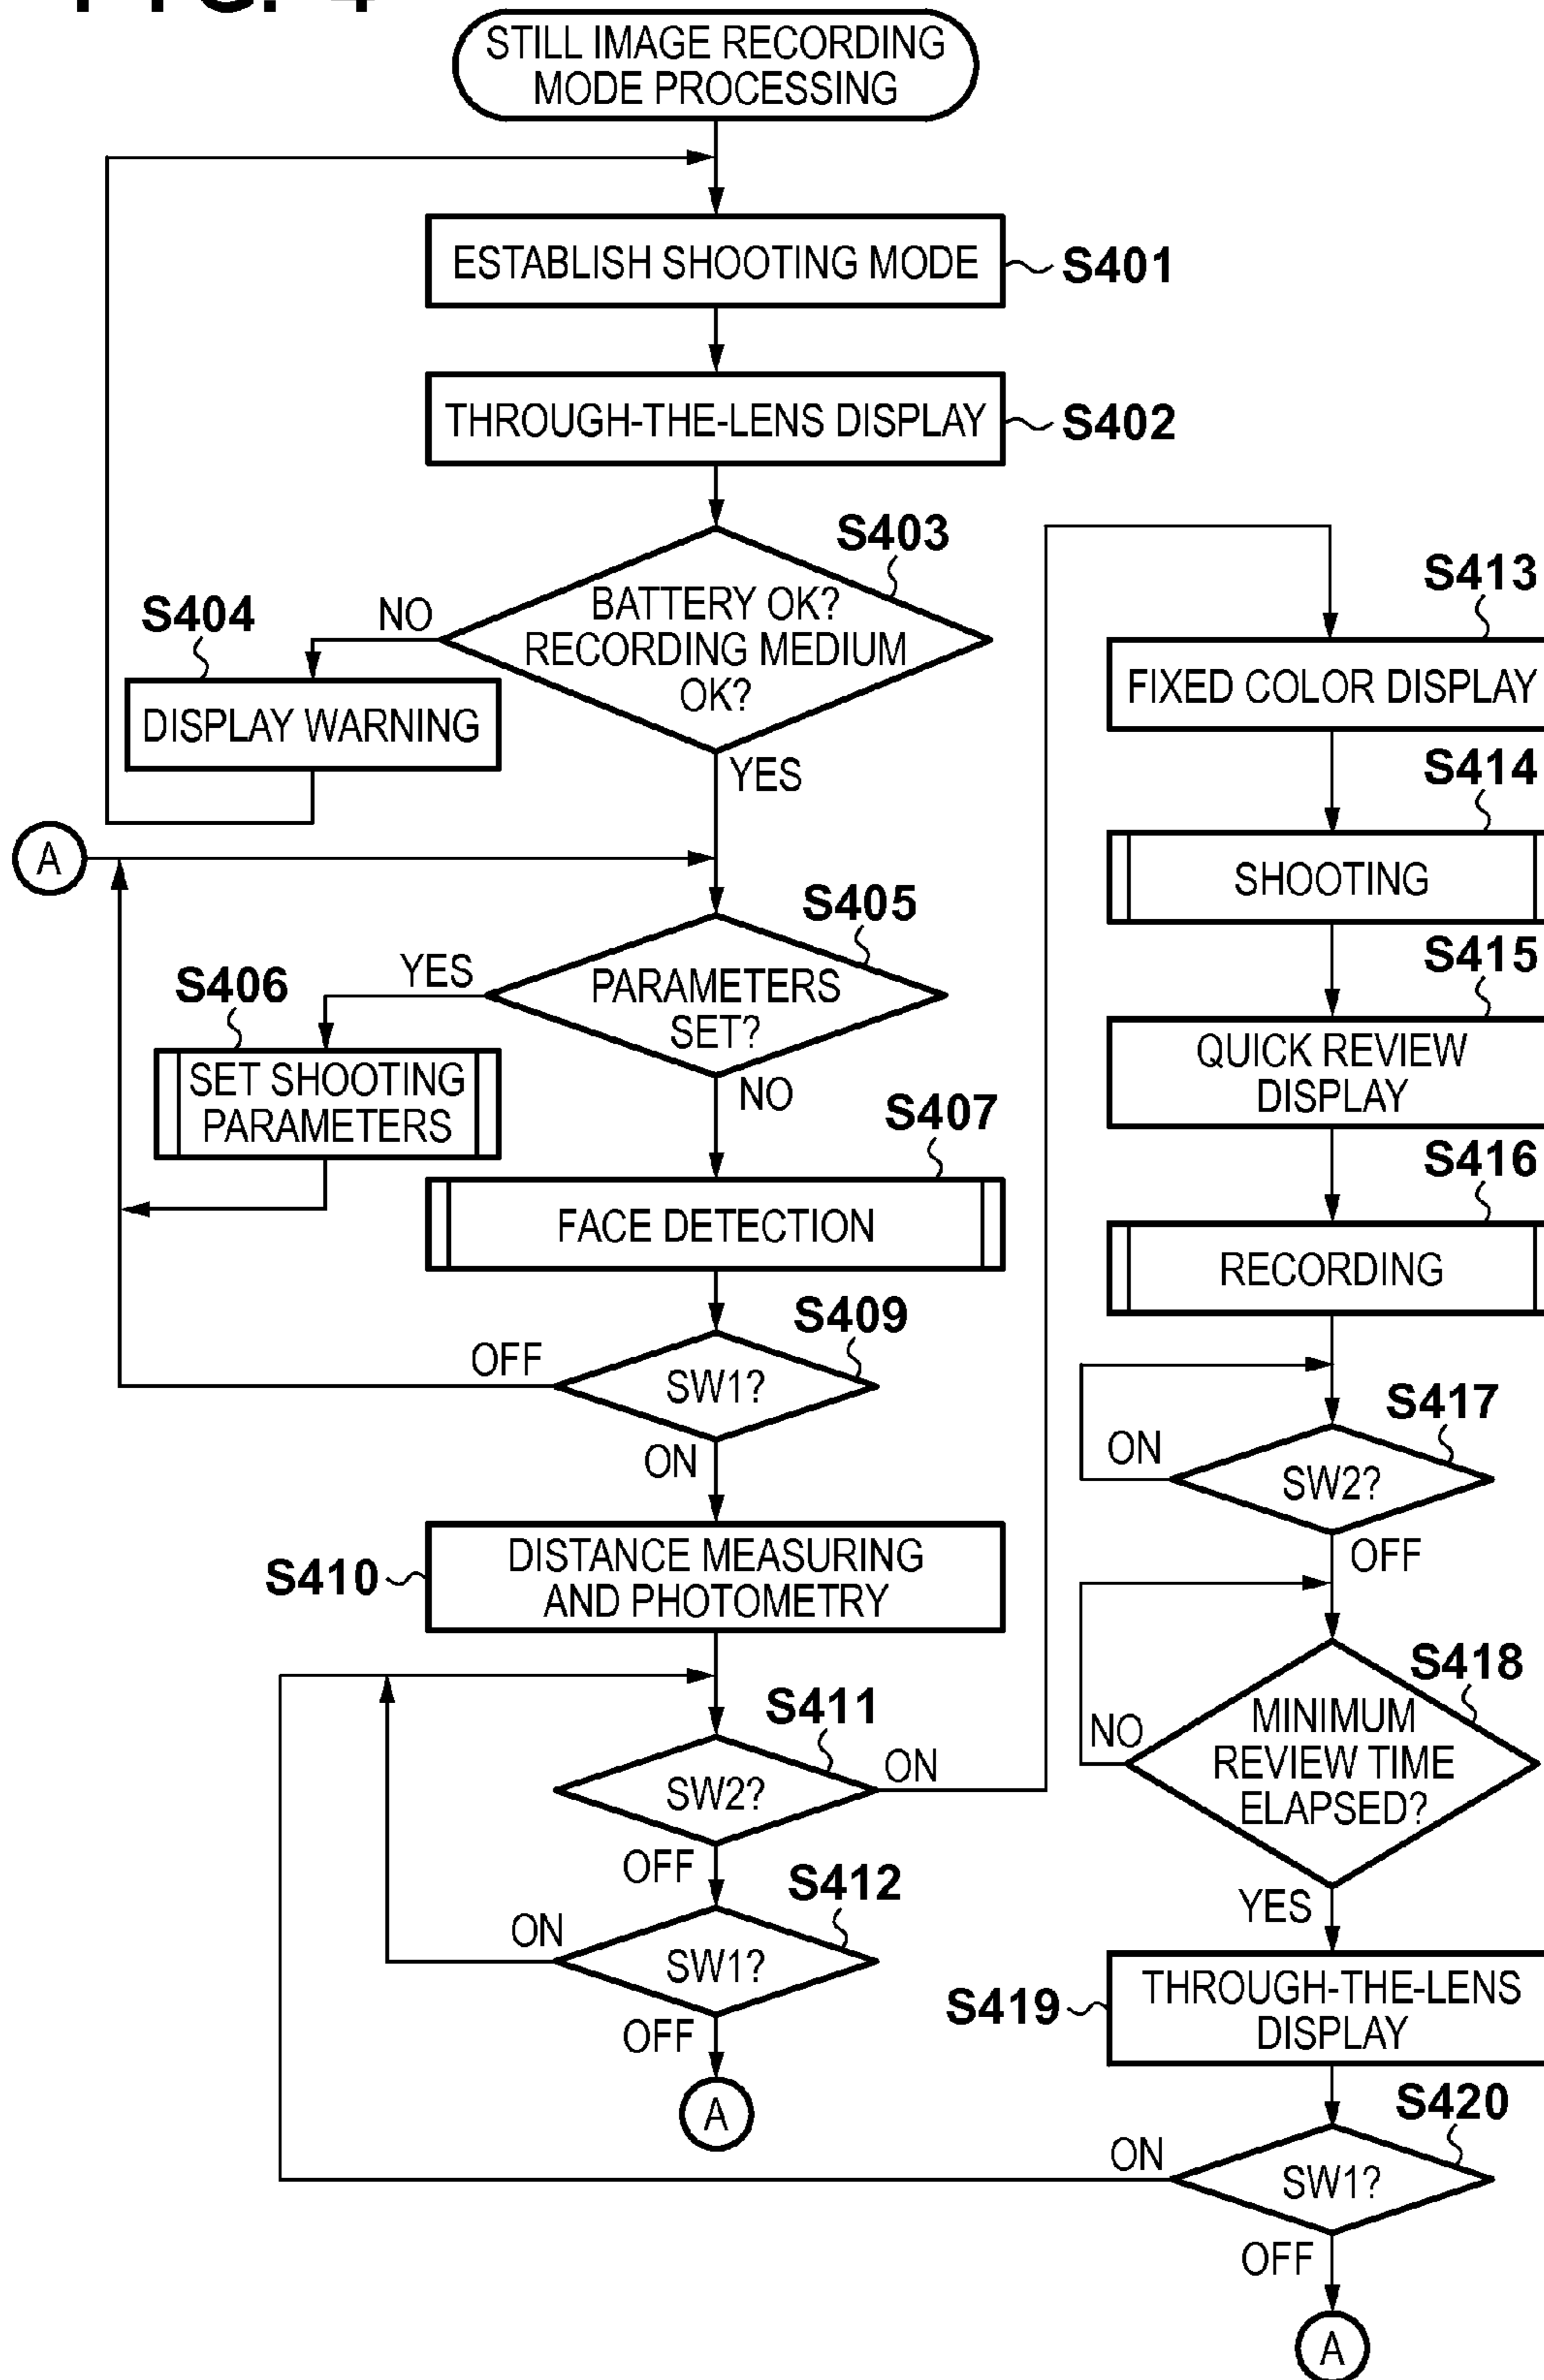 FIG. 4
STILL IMAGE RECORDING
MODE PROCESSING
ESTABLISH SHOOTING MODE
S401
THROUGH-THE-LENS DISPLAY
S402
S403
BATTERY OK?
RECORDING MEDIUM
OK?
NO
YES
S404
DISPLAY WARNING
A
S405
PARAMETERS
SET?
YES
NO
S406
SET SHOOTING
PARAMETERS
S407
FACE DETECTION
S409
SW1?
OFF
ON
S410
DISTANCE MEASURING
AND PHOTOMETRY
S411
SW2?
ON
OFF
S412
SW1?
ON
OFF
A
S413
FIXED COLOR DISPLAY
S414
SHOOTING
S415
QUICK REVIEW
DISPLAY
S416
RECORDING
S417
SW2?
ON
OFF
S418
MINIMUM
REVIEW TIME
ELAPSED?
NO
YES
S419
THROUGH-THE-LENS
DISPLAY
S420
SW1?
ON
OFF
A